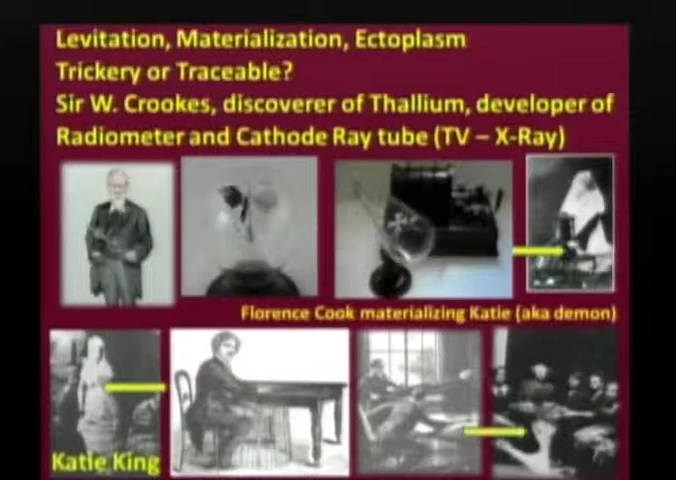 Levitation, Materialization, Ectoplasm
Trickery or Traceable?
Sir W. Crookes, discoverer of Thallium, developer of
Radiometer and Cathode Ray tube (TV – X-Ray)
Florence Cook materializing Katie (aka demon)
Katie King